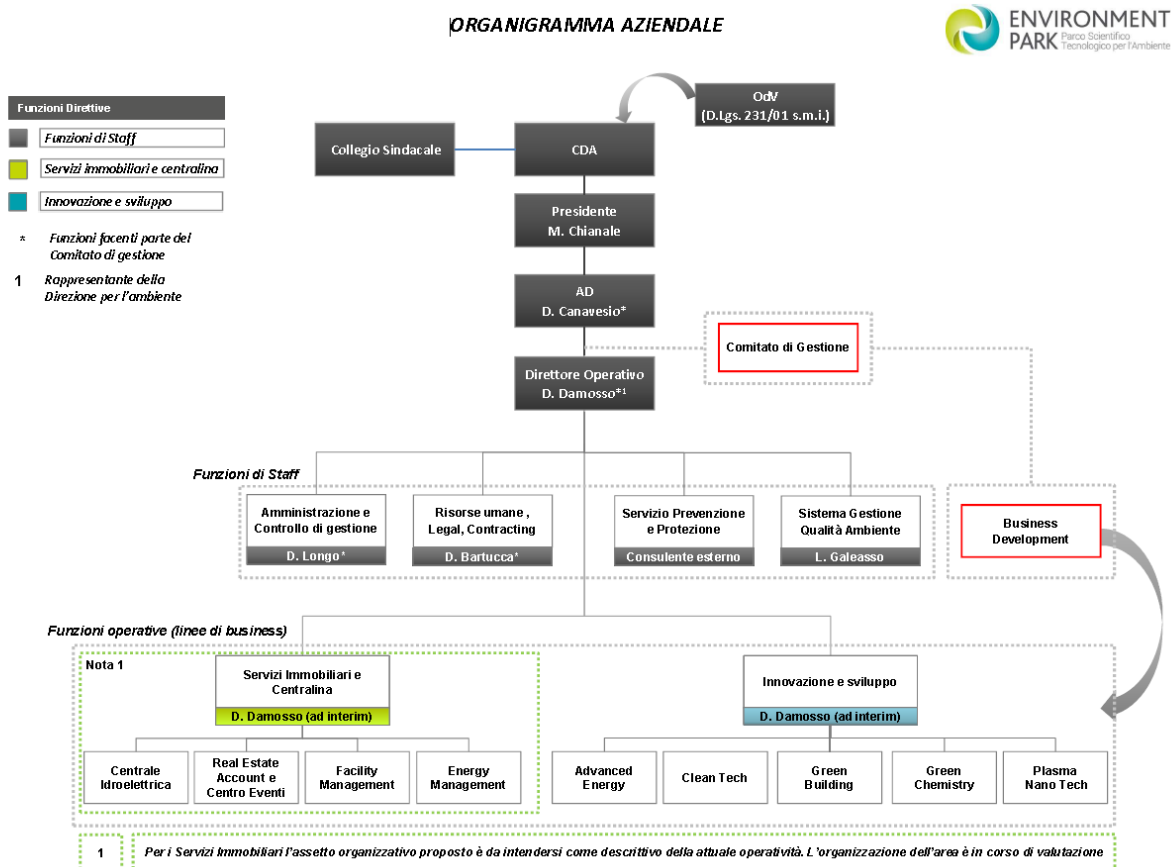 ORGANIGRAMMA AZIENDALE
ENVIRONMENT
PARK
Parco Scientifico
Tecnologico per l'Ambiente
Funzioni Direttive
Funzioni di Staff
Servizi immobiliari e centralina
Innovazione e sviluppo
* Funzioni facenti parte del
Comitato di gestione
1 Rappresentante della
Direzione per l'ambiente
OdV
(D.Lgs. 231/01 s.m.i.)
Collegio Sindacale
CDA
Presidente
M. Chianale
AD
D. Canavesio*
Comitato di Gestione
Direttore Operativo
D. Damosso*1
Funzioni di Staff
Amministrazione e
Controllo di gestione
D. Longo*
Risorse umane ,
Legal, Contracting
D. Bartucca*
Servizio Prevenzione
e Protezione
Consulente esterno
Sistema Gestione
Qualità Ambiente
L. Galeasso
Business
Development
Funzioni operative (linee di business)
Nota 1
Servizi Immobiliari e
Centralina
D. Damosso (ad interim)
Innovazione e sviluppo
D. Damosso (ad interim)
Centrale
Idroelettrica
Real Estate
Account e
Centro Eventi
Facility
Management
Energy
Management
Advanced
Energy
Clean Tech
Green
Building
Green
Chemistry
Plasma
Nano Tech
1 Per i Servizi Immobiliari l'assetto organizzativo proposto è da intendersi come descrittivo della attuale operatività. L'organizzazione dell'area è in corso di valutazione